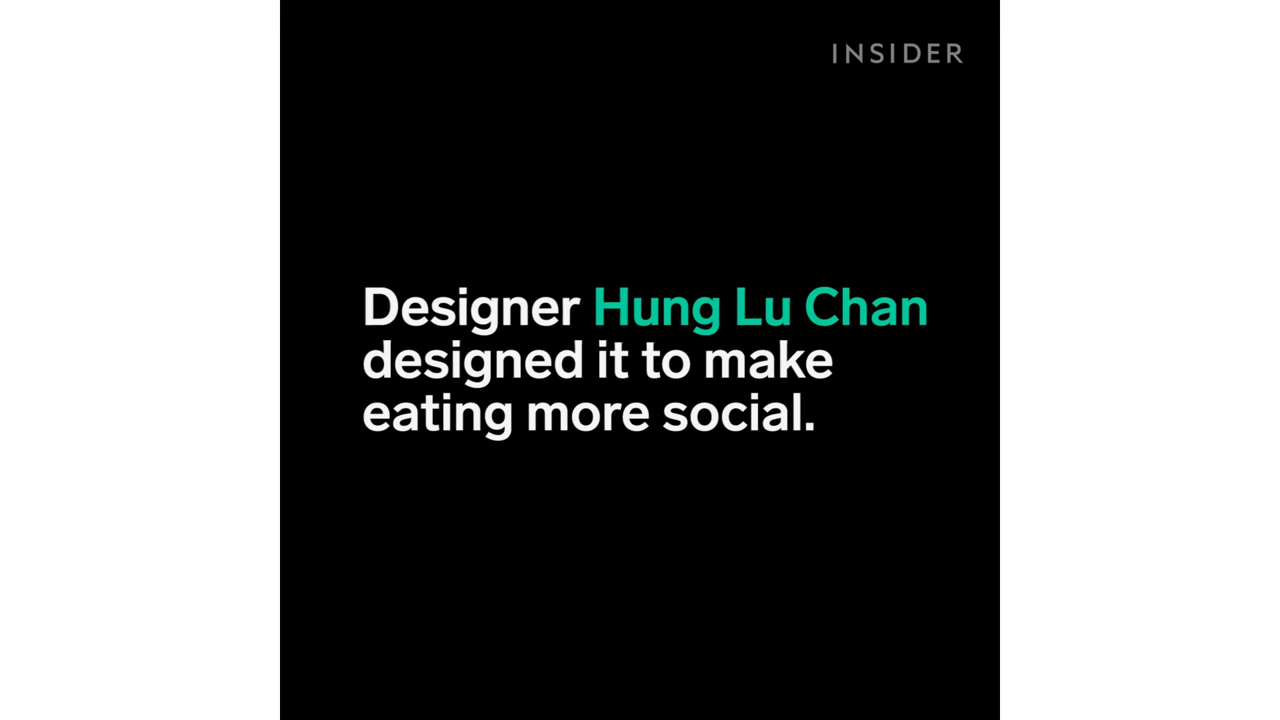 INSIDER
Designer Hung Lu Chan
designed it to make
eating more social.